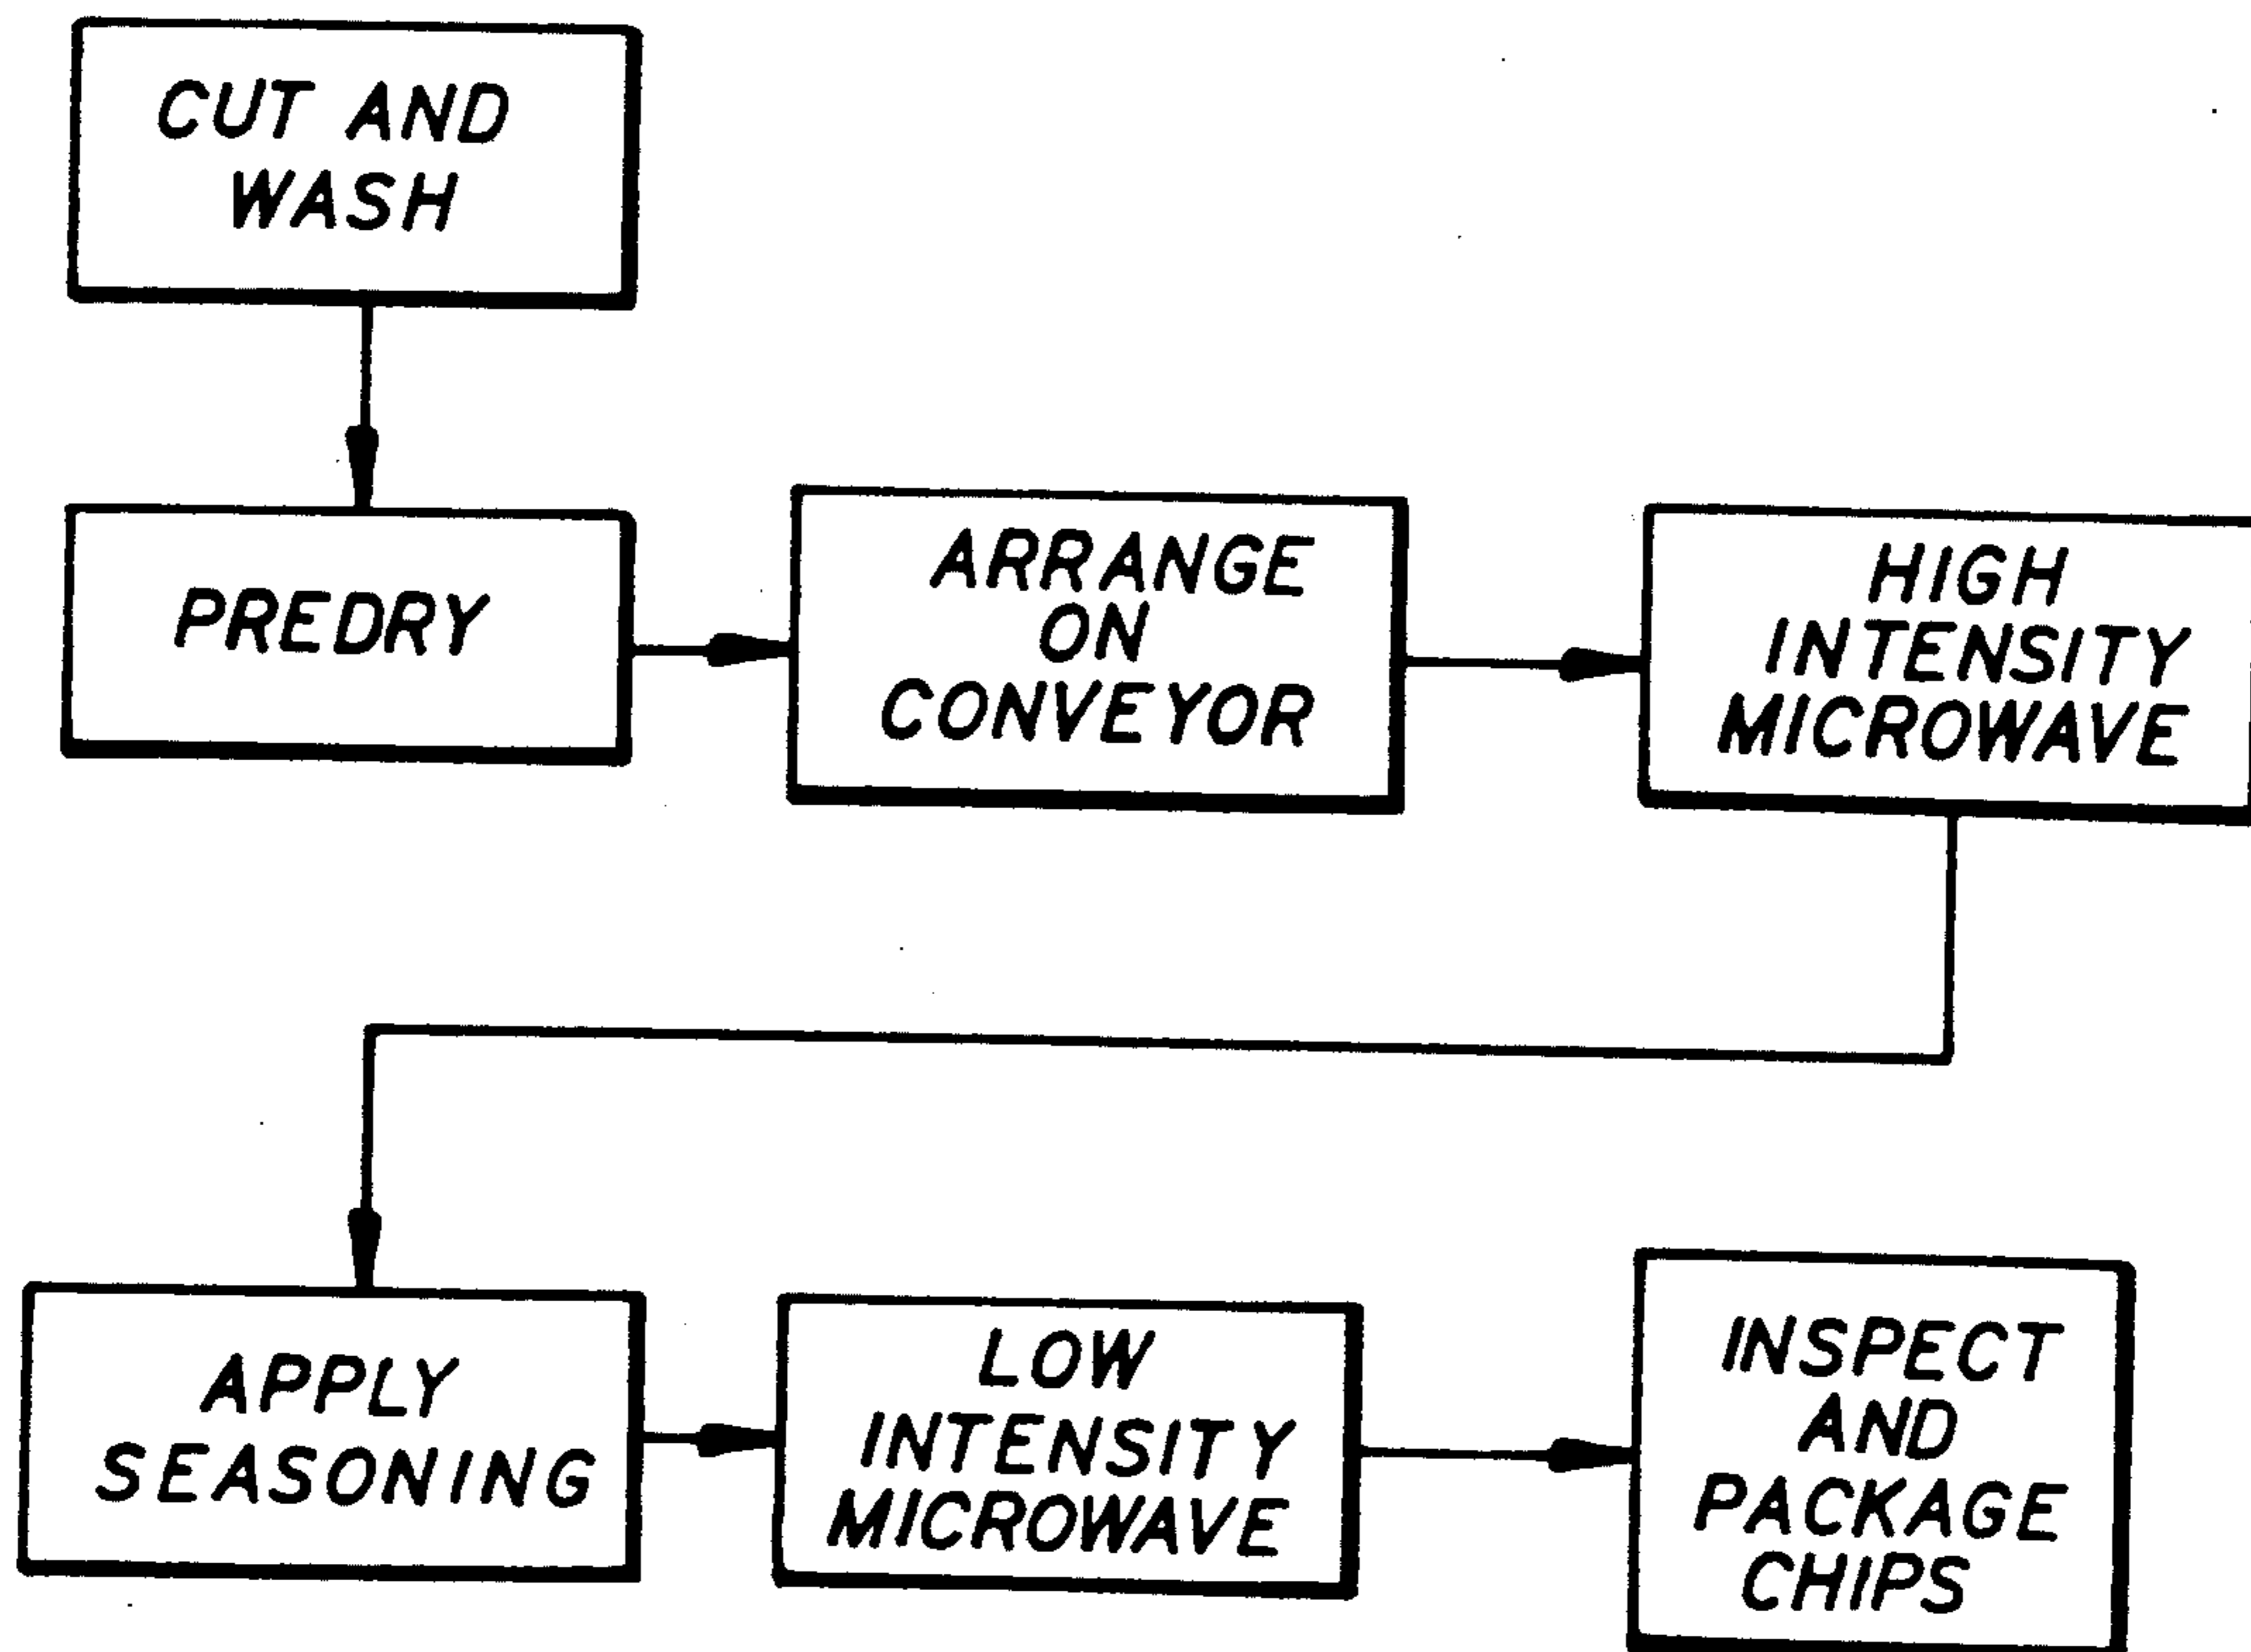 CUT AND
WASH
PREDRY
ARRANGE
ON
CONVEYOR
HIGH
INTENSITY
MICROWAVE
APPLY
SEASONING
LOW
INTENSITY
MICROWAVE
INSPECT
AND
PACKAGE
CHIPS